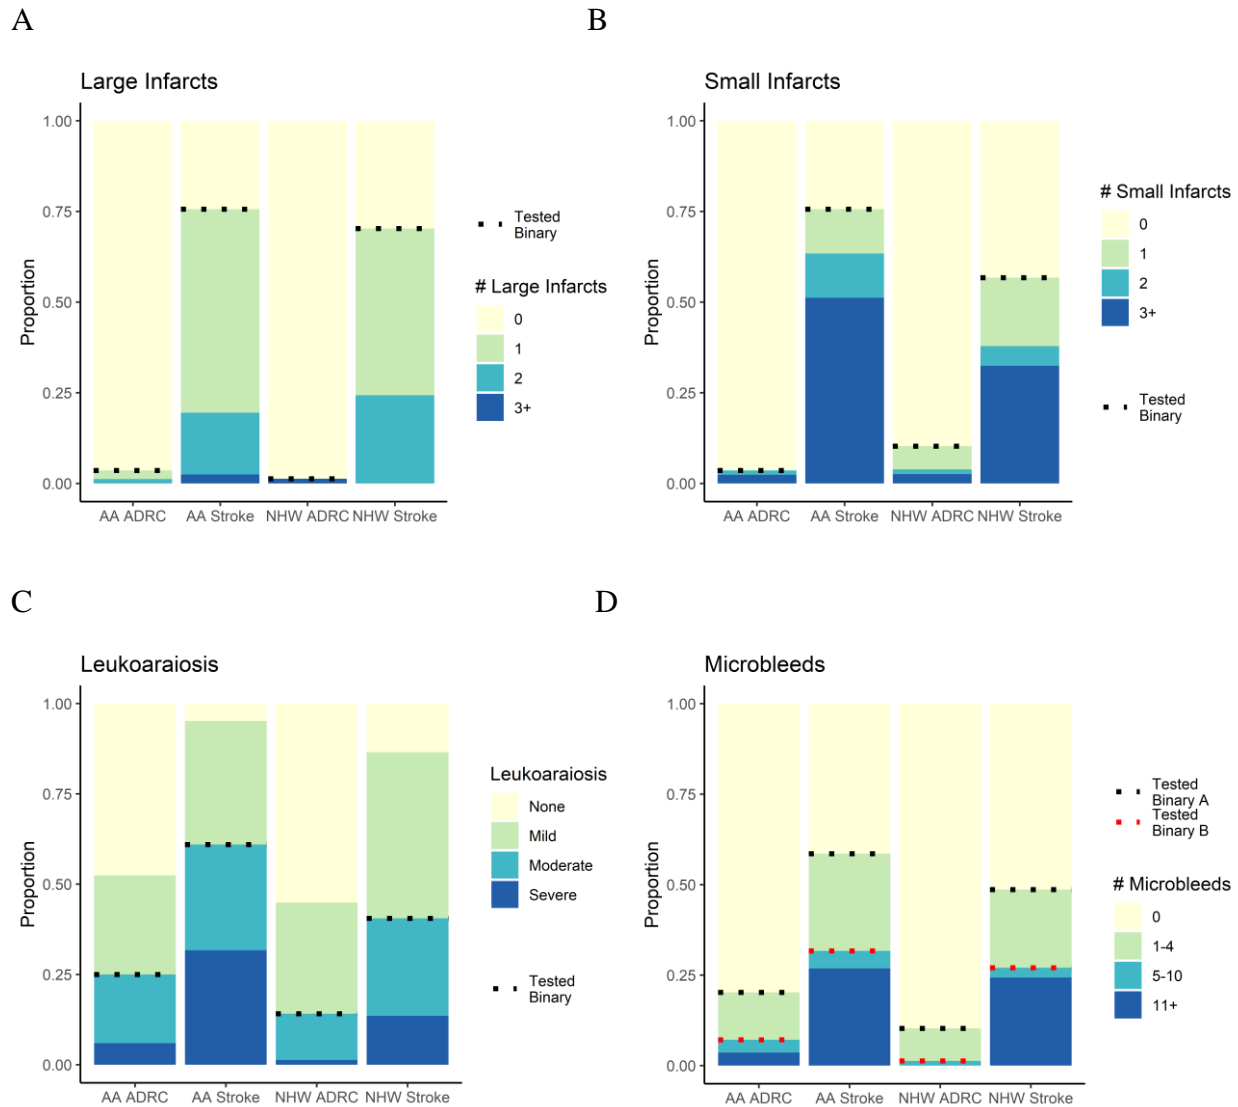 A
Large Infarcts
1.00
0.75
0.50
0.25
0.00
Proportion
AA ADRC
AA Stroke
NHW ADRC
NHW Stroke
Tested
Binary
# Large Infarcts
0
1
2
3+
B
Small Infarcts
1.00
0.75
0.50
0.25
0.00
Proportion
AA ADRC
AA Stroke
NHW ADRC
NHW Stroke
# Small Infarcts
0
1
2
3+
Tested
Binary
C
Leukoaraiosis
1.00
0.75
0.50
0.25
0.00
Proportion
AA ADRC
AA Stroke
NHW ADRC
NHW Stroke
Leukoaraiosis
None
Mild
Moderate
Severe
Tested
Binary
D
Microbleeds
1.00
0.75
0.50
0.25
0.00
Proportion
AA ADRC
AA Stroke
NHW ADRC
NHW Stroke
Tested
Binary A
Tested
Binary B
# Microbleeds
0
1-4
5-10
11+